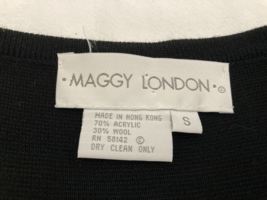 • MAGGY LONDON • ®
MADE IN HONG KONG
70% ACRYLIC
30% WOOL
RN 58142 ©
DRY CLEAN ONLY
S